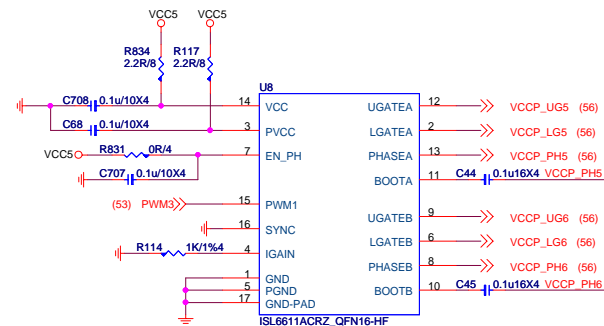 VCC5 VCC5
R834 R117
2.2R/8 2.2R/8
U8
C708 0.1u/10X4 14 VCC UGATEA 12 VCCP_UG5 (56)
C68 0.1u/10X4 3 PVCC LGATEA 2 VCCP_LG5 (56)
VCC5 R831 0R/4 7 EN_PH PHASEA 13 VCCP_PH5 (56)
C707 0.1u/10X4 BOOTA 11 C44 0.1u16X4 VCCP_PH5
(53) PWM3 15 PWM1 UGATEB 9 VCCP_UG6 (56)
16 SYNC LGATEB 6 VCCP_LG6 (56)
R114 1K/1%4 4 IGAIN PHASEB 8 VCCP_PH6 (56)
1 GND
5 PGND BOOTB 10 C45 0.1u16X4 VCCP_PH6
17 GND-PAD
ISL6611ACRZ_QFN16-HF